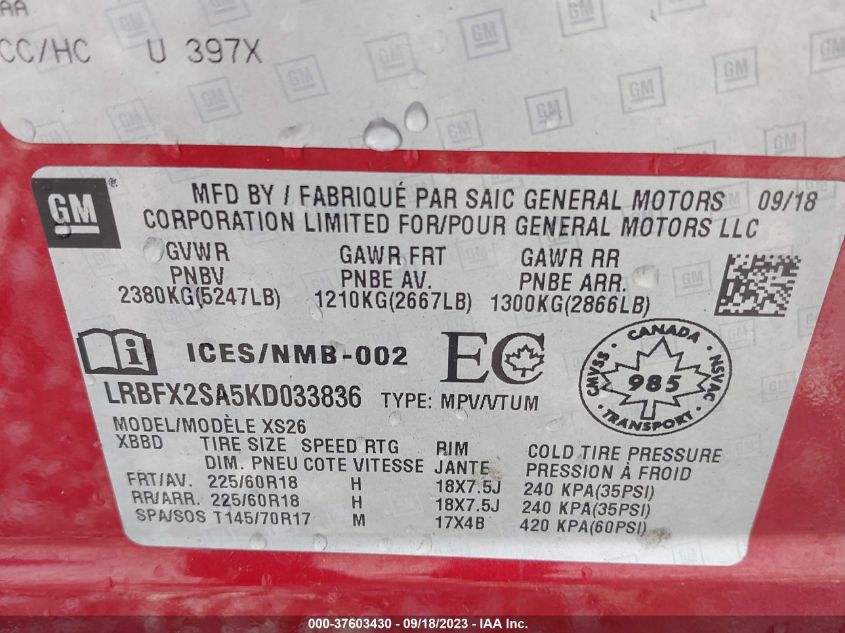 AA
CC/HC U 397X
GM
MFD BY / FABRIQUÉ PAR SAIC GENERAL MOTORS 09/18
CORPORATION LIMITED FOR/POUR GENERAL MOTORS LLC
GVWR GAWR FRT GAWR RR
PNBV PNBE AV. PNBE ARR.
2380KG(5247LB) 1210KG(2667LB) 1300KG(2866LB)
ICES/NMB-002 EC
CANADA
CMVSS 985 NSVAC
TRANSPORT
LRBFX2SA5KD033836 TYPE: MPV/VTUM
MODEL/MODÈLE XS26
XBBD TIRE SIZE SPEED RTG RIM COLD TIRE PRESSURE
DIM. PNEU COTE VITESSE JANTE PRESSION À FROID
FRT/AV. 225/60R18 H 18X7.5J 240 KPA(35PSI)
RR/ARR. 225/60R18 H 18X7.5J 240 KPA(35PSI)
SPA/SOS T145/70R17 M 17X4B 420 KPA(60PSI)
000-37603430 - 09/18/2023 - IAA Inc.